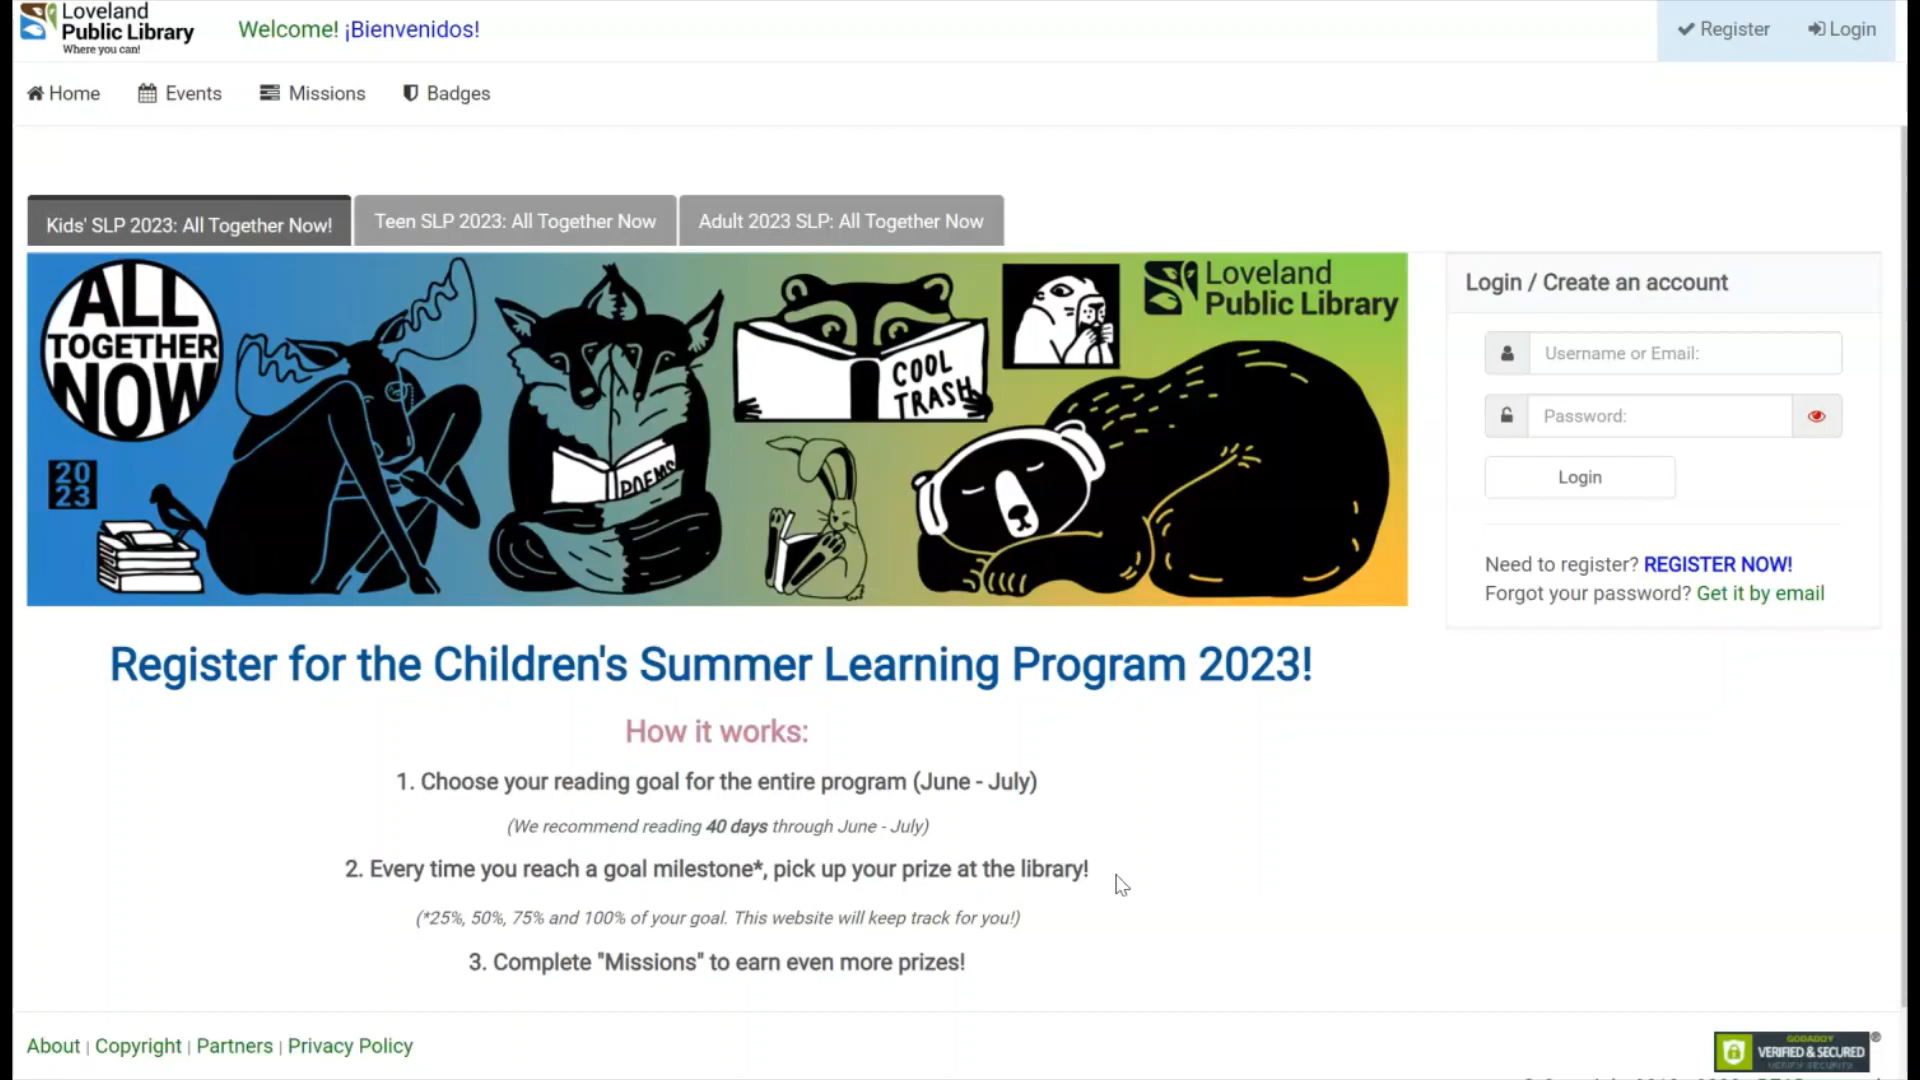 Loveland
Public Library
Where you can!
Welcome! ¡Bienvenidos!
Register
Login
Home
Events
Missions
Badges
Kids' SLP 2023: All Together Now!
Teen SLP 2023: All Together Now
Adult 2023 SLP: All Together Now
ALL
TOGETHER
NOW
20
23
POEMS
COOL
TRASH
Loveland
Public Library
Login / Create an account
Username or Email:
Password:
Login
Need to register? REGISTER NOW!
Forgot your password? Get it by email
Register for the Children's Summer Learning Program 2023!
How it works:
1. Choose your reading goal for the entire program (June - July)
(We recommend reading 40 days through June - July)
2. Every time you reach a goal milestone*, pick up your prize at the library!
(*25%, 50%, 75% and 100% of your goal. This website will keep track for you!)
3. Complete "Missions" to earn even more prizes!
About | Copyright | Partners | Privacy Policy
GODADDY
VERIFIED & SECURED
VERIFY SECURITY